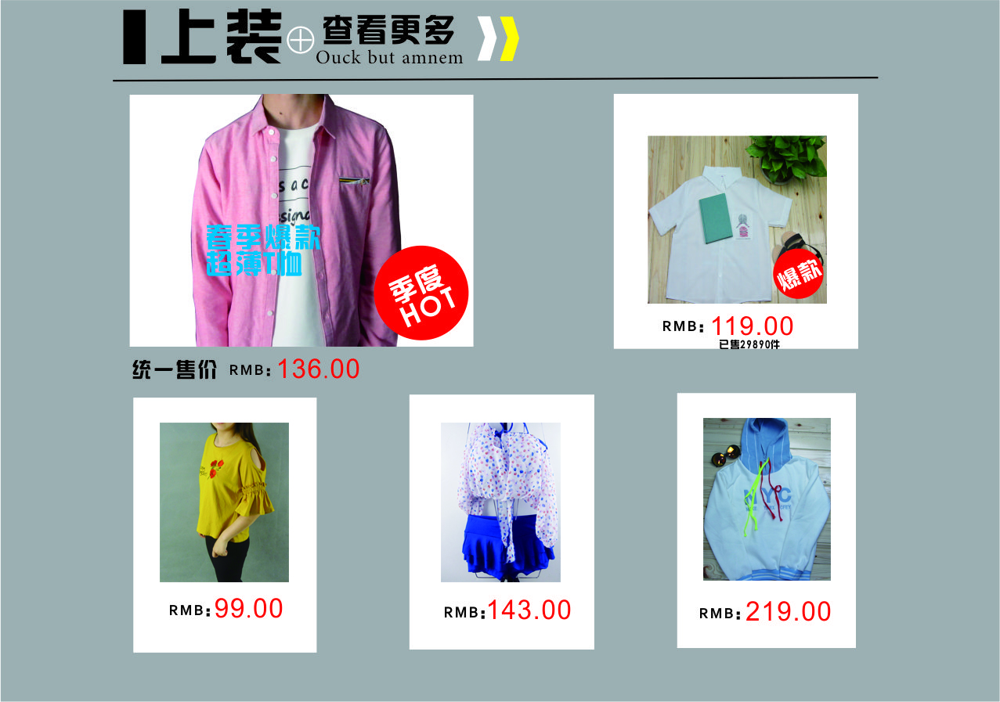 上装
查看更多
Ouck but amnem
春季爆款
超薄T恤
季度
HOT
爆款
RMB:119.00
已售29890件
统一售价 RMB:136.00
RMB:99.00
RMB:143.00
NYC
RMB:219.00